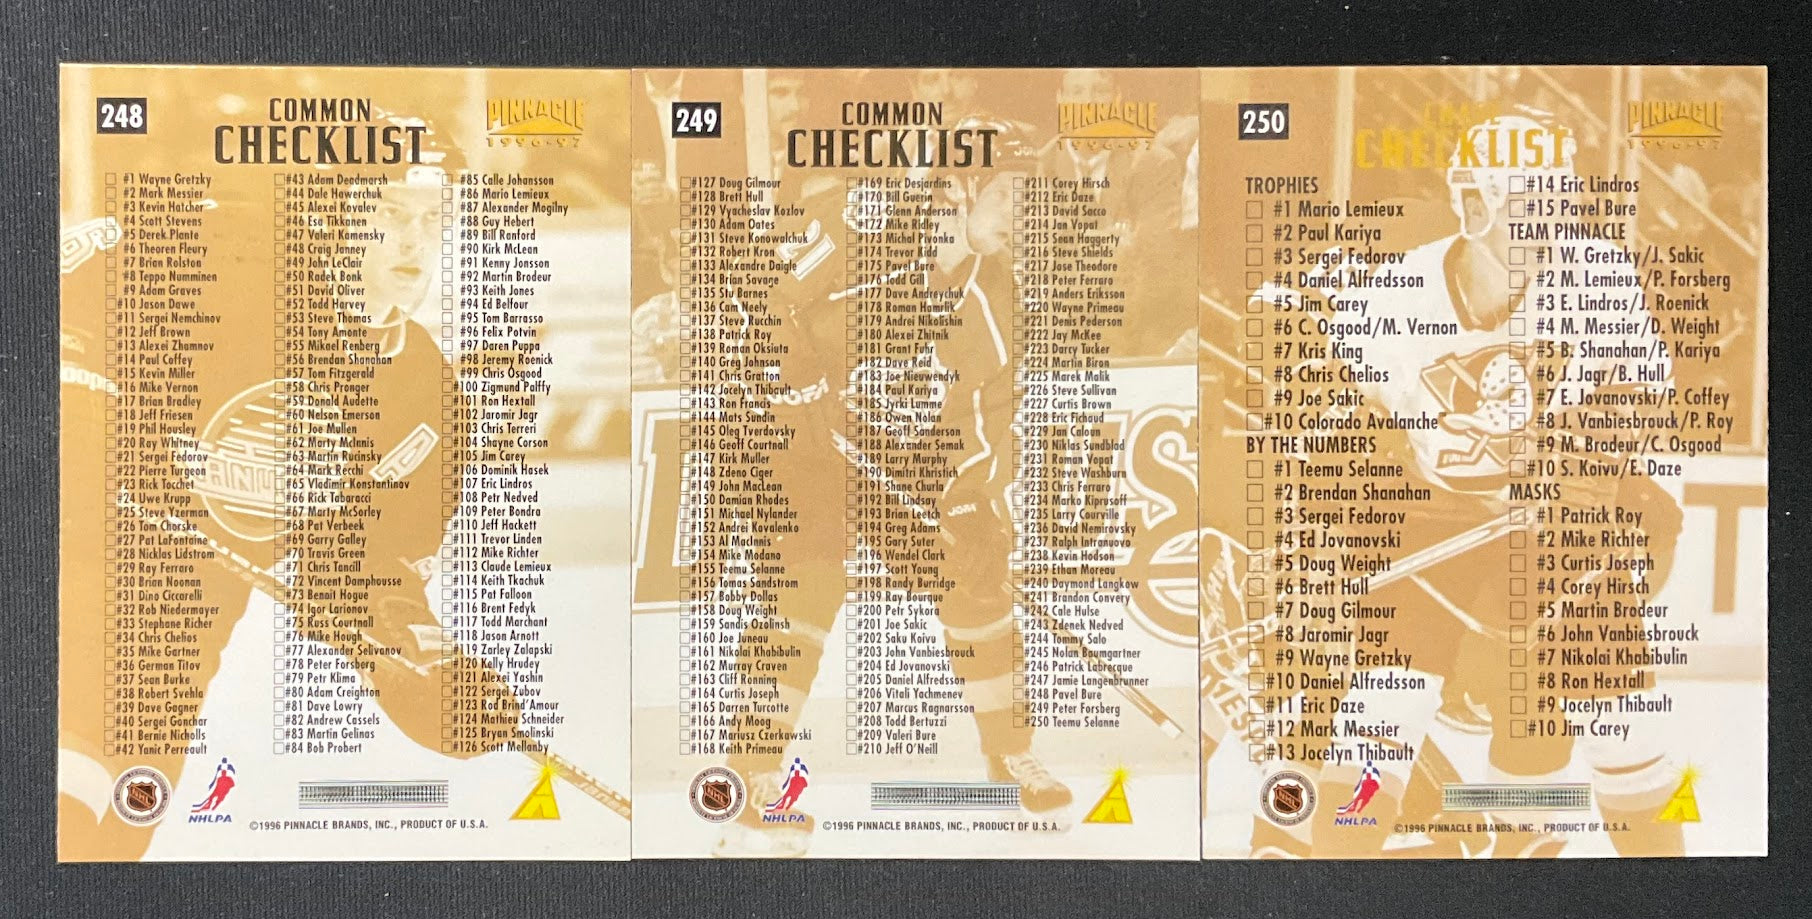 248
COMMON
CHECKLIST
PINNACLE
1996-97
#1 Wayne Gretzky
#2 Mark Messier
#3 Kevin Hatcher
#4 Scott Stevens
#5 Derek Plante
#6 Theoren Fleury
#7 Brian Rolston
#8 Teppo Numminen
#9 Adam Graves
#10 Jason Dawe
#11 Sergei Nemchinov
#12 Jeff Brown
#13 Alexei Zhamnov
#14 Paul Coffey
#15 Kevin Miller
#16 Mike Vernon
#17 Brian Bradley
#18 Jeff Friesen
#19 Phil Housley
#20 Ray Whitney
#21 Sergei Fedorov
#22 Pierre Turgeon
#23 Rick Tocchet
#24 Uwe Krupp
#25 Steve Yzerman
#26 Tom Chorske
#27 Pat LaFontaine
#28 Nicklas Lidstrom
#29 Ray Ferraro
#30 Brian Noonan
#31 Dino Ciccarelli
#32 Rob Niedermayer
#33 Stephane Richer
#34 Chris Chelios
#35 Mike Gartner
#36 German Titov
#37 Sean Burke
#38 Robert Svehla
#39 Dave Gagner
#40 Sergei Gonchar
#41 Bernie Nicholls
#42 Yanic Perreault
#43 Adam Deadmarsh
#44 Dale Hawerchuk
#45 Alexei Kovalev
#46 Esa Tikkanen
#47 Valeri Kamensky
#48 Craig Janney
#49 John LeClair
#50 Radek Bonk
#51 David Oliver
#52 Todd Harvey
#53 Steve Thomas
#54 Tony Amonte
#55 Mikael Renberg
#56 Brendan Shanahan
#57 Tom Fitzgerald
#58 Chris Pronger
#59 Donald Audette
#60 Nelson Emerson
#61 Joe Mullen
#62 Marty McInnis
#63 Martin Rucinsky
#64 Mark Recchi
#65 Vladimir Konstantinov
#66 Rick Tabaracci
#67 Marty McSorley
#68 Pat Verbeek
#69 Garry Galley
#70 Travis Green
#71 Chris Tancill
#72 Vincent Damphousse
#73 Benoit Hogue
#74 Igor Larionov
#75 Russ Courtnall
#76 Mike Hough
#77 Alexander Selivanov
#78 Peter Forsberg
#79 Petr Klima
#80 Adam Creighton
#81 Dave Lowry
#82 Andrew Cassels
#83 Martin Gelinas
#84 Bob Probert
#85 Calle Johansson
#86 Mario Lemieux
#87 Alexander Mogilny
#88 Guy Hebert
#89 Bill Ranford
#90 Kirk McLean
#91 Kenny Jonsson
#92 Martin Brodeur
#93 Keith Jones
#94 Ed Belfour
#95 Tom Barrasso
#96 Felix Potvin
#97 Daren Puppa
#98 Jeremy Roenick
#99 Chris Osgood
#100 Zigmund Palffy
#101 Ron Hextall
#102 Jaromir Jagr
#103 Chris Terreri
#104 Shayne Corson
#105 Jim Carey
#106 Dominik Hasek
#107 Eric Lindros
#108 Petr Nedved
#109 Peter Bondra
#110 Jeff Hackett
#111 Trevor Linden
#112 Mike Richter
#113 Claude Lemieux
#114 Keith Tkachuk
#115 Pat Falloon
#116 Brent Fedyk
#117 Todd Marchant
#118 Jason Arnott
#119 Zarley Zalapski
#120 Kelly Hrudey
#121 Alexei Yashin
#122 Sergei Zubov
#123 Rod Brind'Amour
#124 Mathieu Schneider
#125 Bryan Smolinski
#126 Scott Mellanby
NHL
NHLPA
©1996 PINNACLE BRANDS, INC., PRODUCT OF U.S.A.
249
COMMON
CHECKLIST
PINNACLE
1996-97
#127 Doug Gilmour
#128 Brett Hull
#129 Vyacheslav Kozlov
#130 Adam Oates
#131 Steve Konowalchuk
#132 Robert Kron
#133 Alexandre Daigle
#134 Brian Savage
#135 Stu Barnes
#136 Cam Neely
#137 Steve Rucchin
#138 Patrick Roy
#139 Roman Oksiuta
#140 Greg Johnson
#141 Chris Gratton
#142 Jocelyn Thibault
#143 Ron Francis
#144 Mats Sundin
#145 Oleg Tverdovsky
#146 Geoff Courtnall
#147 Kirk Muller
#148 Zdeno Ciger
#149 John MacLean
#150 Damian Rhodes
#151 Michael Nylander
#152 Andrei Kovalenko
#153 Al MacInnis
#154 Mike Modano
#155 Teemu Selanne
#156 Tomas Sandstrom
#157 Bobby Dollas
#158 Doug Weight
#159 Sandis Ozolinsh
#160 Joe Juneau
#161 Nikolai Khabibulin
#162 Murray Craven
#163 Cliff Ronning
#164 Curtis Joseph
#165 Darren Turcotte
#166 Andy Moog
#167 Mariusz Czerkawski
#168 Keith Primeau
#169 Eric Desjardins
#170 Bill Guerin
#171 Glenn Anderson
#172 Mike Ridley
#173 Michal Pivonka
#174 Trevor Kidd
#175 Pavel Bure
#176 Todd Gill
#177 Dave Andreychuk
#178 Roman Hamrlik
#179 Andrei Nikolishin
#180 Alexei Zhitnik
#181 Grant Fuhr
#182 Dave Reid
#183 Joe Nieuwendyk
#184 Paul Kariya
#185 Jyrki Lumme
#186 Owen Nolan
#187 Geoff Sanderson
#188 Alexander Semak
#189 Larry Murphy
#190 Dimitri Khristich
#191 Shane Churla
#192 Bill Lindsay
#193 Brian Leetch
#194 Greg Adams
#195 Gary Suter
#196 Wendel Clark
#197 Scott Young
#198 Randy Burridge
#199 Ray Bourque
#200 Petr Sykora
#201 Joe Sakic
#202 Saku Koivu
#203 John Vanbiesbrouck
#204 Ed Jovanovski
#205 Daniel Alfredsson
#206 Vitali Yachmenev
#207 Marcus Ragnarsson
#208 Todd Bertuzzi
#209 Valeri Bure
#210 Jeff O'Neill
#211 Corey Hirsch
#212 Eric Daze
#213 David Sacco
#214 Jan Vopat
#215 Sean Haggerty
#216 Steve Shields
#217 Jose Theodore
#218 Peter Ferraro
#219 Anders Eriksson
#220 Wayne Primeau
#221 Denis Pederson
#222 Jay McKee
#223 Darcy Tucker
#224 Martin Biron
#225 Marek Malik
#226 Steve Sullivan
#227 Curtis Brown
#228 Eric Fichaud
#229 Jan Caloun
#230 Niklas Sundblad
#231 Roman Vopat
#232 Steve Washburn
#233 Chris Ferraro
#234 Marko Kiprusoff
#235 Larry Courville
#236 David Nemirovsky
#237 Ralph Intranuovo
#238 Kevin Hodson
#239 Ethan Moreau
#240 Daymond Langkow
#241 Brandon Convery
#242 Cale Hulse
#243 Zdenek Nedved
#244 Tommy Salo
#245 Nolan Baumgartner
#246 Patrick Labrecque
#247 Jamie Langenbrunner
#248 Pavel Bure
#249 Peter Forsberg
#250 Teemu Selanne
NHL
NHLPA
©1996 PINNACLE BRANDS, INC., PRODUCT OF U.S.A.
250
CHASE
CHECKLIST
PINNACLE
1996-97
TROPHIES
#1 Mario Lemieux
#2 Paul Kariya
#3 Sergei Fedorov
#4 Daniel Alfredsson
#5 Jim Carey
#6 C. Osgood/M. Vernon
#7 Kris King
#8 Chris Chelios
#9 Joe Sakic
#10 Colorado Avalanche
BY THE NUMBERS
#1 Teemu Selanne
#2 Brendan Shanahan
#3 Sergei Fedorov
#4 Ed Jovanovski
#5 Doug Weight
#6 Brett Hull
#7 Doug Gilmour
#8 Jaromir Jagr
#9 Wayne Gretzky
#10 Daniel Alfredsson
#11 Eric Daze
#12 Mark Messier
#13 Jocelyn Thibault
#14 Eric Lindros
#15 Pavel Bure
TEAM PINNACLE
#1 W. Gretzky/J. Sakic
#2 M. Lemieux/P. Forsberg
#3 E. Lindros/J. Roenick
#4 M. Messier/D. Weight
#5 B. Shanahan/P. Kariya
#6 J. Jagr/B. Hull
#7 E. Jovanovski/P. Coffey
#8 J. Vanbiesbrouck/P. Roy
#9 M. Brodeur/C. Osgood
#10 S. Koivu/E. Daze
MASKS
#1 Patrick Roy
#2 Mike Richter
#3 Curtis Joseph
#4 Corey Hirsch
#5 Martin Brodeur
#6 John Vanbiesbrouck
#7 Nikolai Khabibulin
#8 Ron Hextall
#9 Jocelyn Thibault
#10 Jim Carey
NHL
NHLPA
©1996 PINNACLE BRANDS, INC., PRODUCT OF U.S.A.